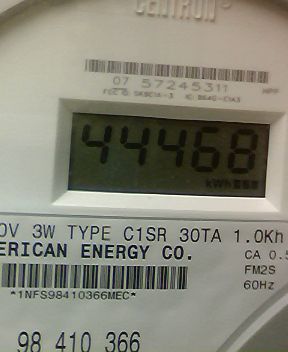 CENTRON
07 57245311
44468
kWh
0V 3W TYPE C1SR 30TA 1.0Kh
ERICAN ENERGY CO. CA 0.5
FM2S
*1NFS98410366MEC* 60Hz
98 410 366